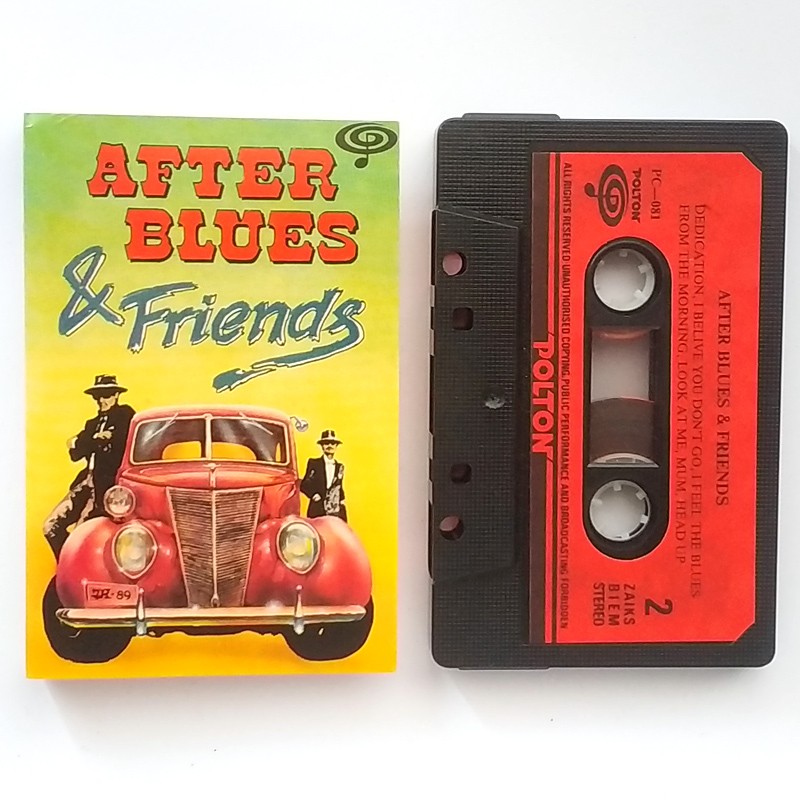 AFTER
BLUES
& Friends
89
POLTON
PC—081
AFTER BLUES & FRIENDS
DEDICATION, I BELIVE YOU DON'T GO, I FEEL THE BLUES
FROM THE MORNING, LOOK AT ME, MUM, HEAD UP
2
ZAIKS
BIEM
STEREO
"POLTON"
ALL RIGHTS RESERVED UNAUTHORISED COPYING, PUBLIC PERFORMANCE AND BROADCASTING FORBIDDEN